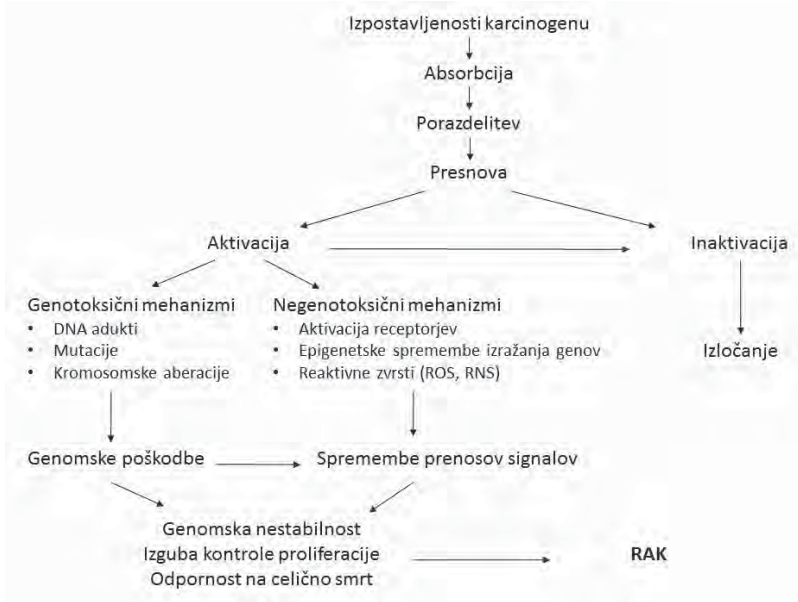 Izpostavljenosti karcinogenu
Absorbcija
Porazdelitev
Presnova
Aktivacija
Inaktivacija
Genotoksični mehanizmi
• DNA adukti
• Mutacije
• Kromosomske aberacije
Negenotoksični mehanizmi
• Aktivacija receptorjev
• Epigenetske spremembe izražanja genov
• Reaktivne zvrsti (ROS, RNS)
Izločanje
Genomske poškodbe
Spremembe prenosov signalov
Genomska nestabilnost
Izguba kontrole proliferacije
Odpornost na celično smrt
RAK